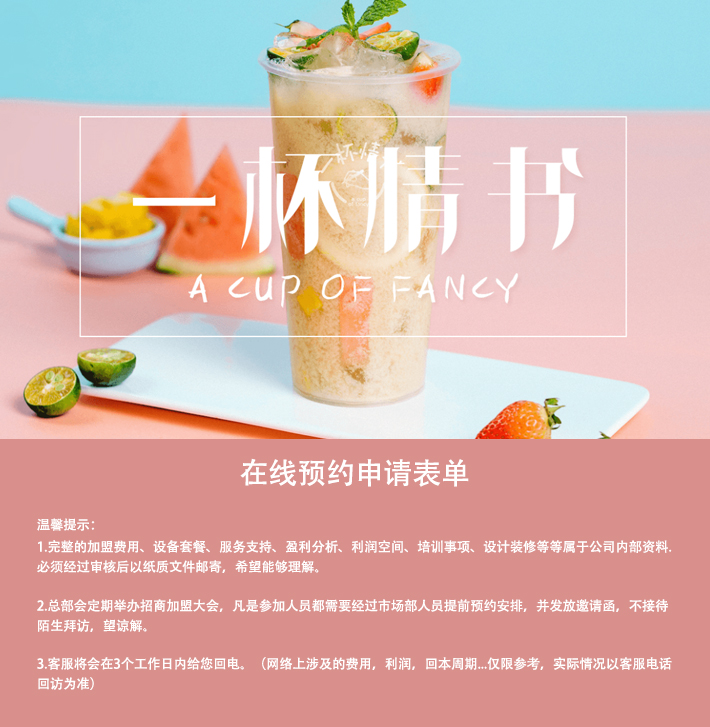 一杯情书
A CUP OF FANCY
在线预约申请表单
温馨提示：
1.完整的加盟费用、设备套餐、服务支持、盈利分析、利润空间、培训事项、设计装修等等属于公司内部资料.
必须经过审核后以纸质文件邮寄，希望能够理解。
2.总部会定期举办招商加盟大会，凡是参加人员都需要经过市场部人员提前预约安排，并发放邀请函，不接待
陌生拜访，望谅解。
3.客服将会在3个工作日内给您回电。（网络上涉及的费用，利润，回本周期...仅限参考，实际情况以客服电话
回访为准）